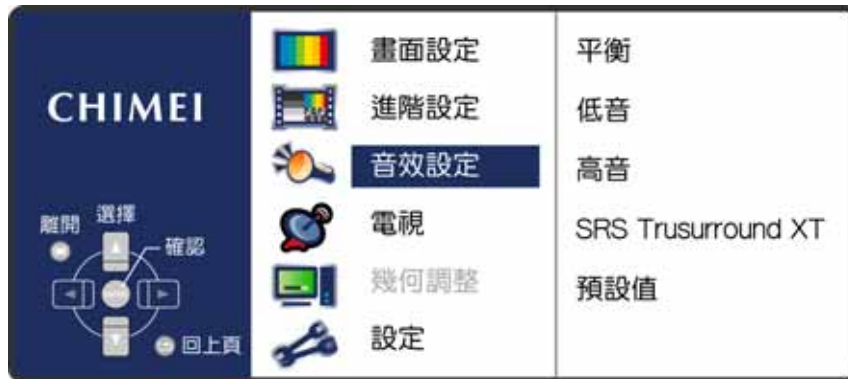 CHIMEI
離開
選擇
確認
回上頁
畫面設定
進階設定
音效設定
電視
幾何調整
設定
平衡
低音
高音
SRS Trusurround XT
預設值